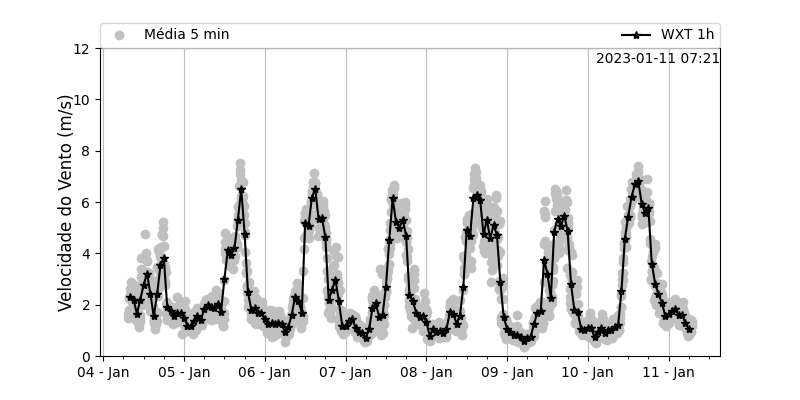 Média 5 min
WXT 1h
2023-01-11 07:21
Velocidade do Vento (m/s)
12
10
8
6
4
2
0
04 - Jan
05 - Jan
06 - Jan
07 - Jan
08 - Jan
09 - Jan
10 - Jan
11 - Jan